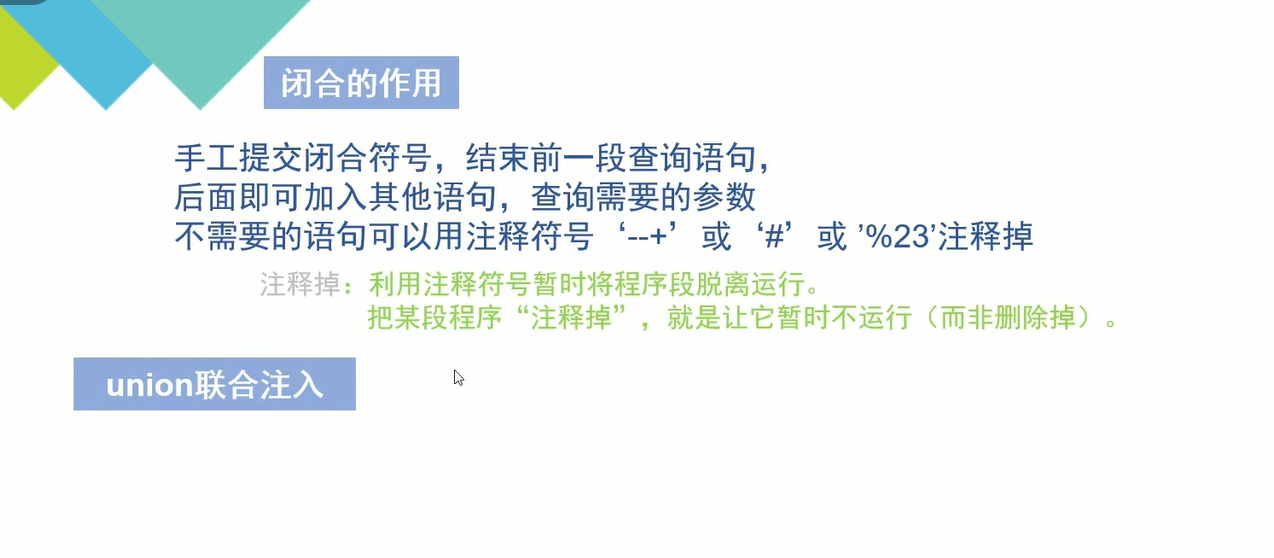 闭合的作用
手工提交闭合符号，结束前一段查询语句，
后面即可加入其他语句，查询需要的参数
不需要的语句可以用注释符号‘--+’或‘#’或 '%23'注释掉
注释掉：利用注释符号暂时将程序段脱离运行。
把某段程序“注释掉”，就是让它暂时不运行（而非删除掉）。
union联合注入